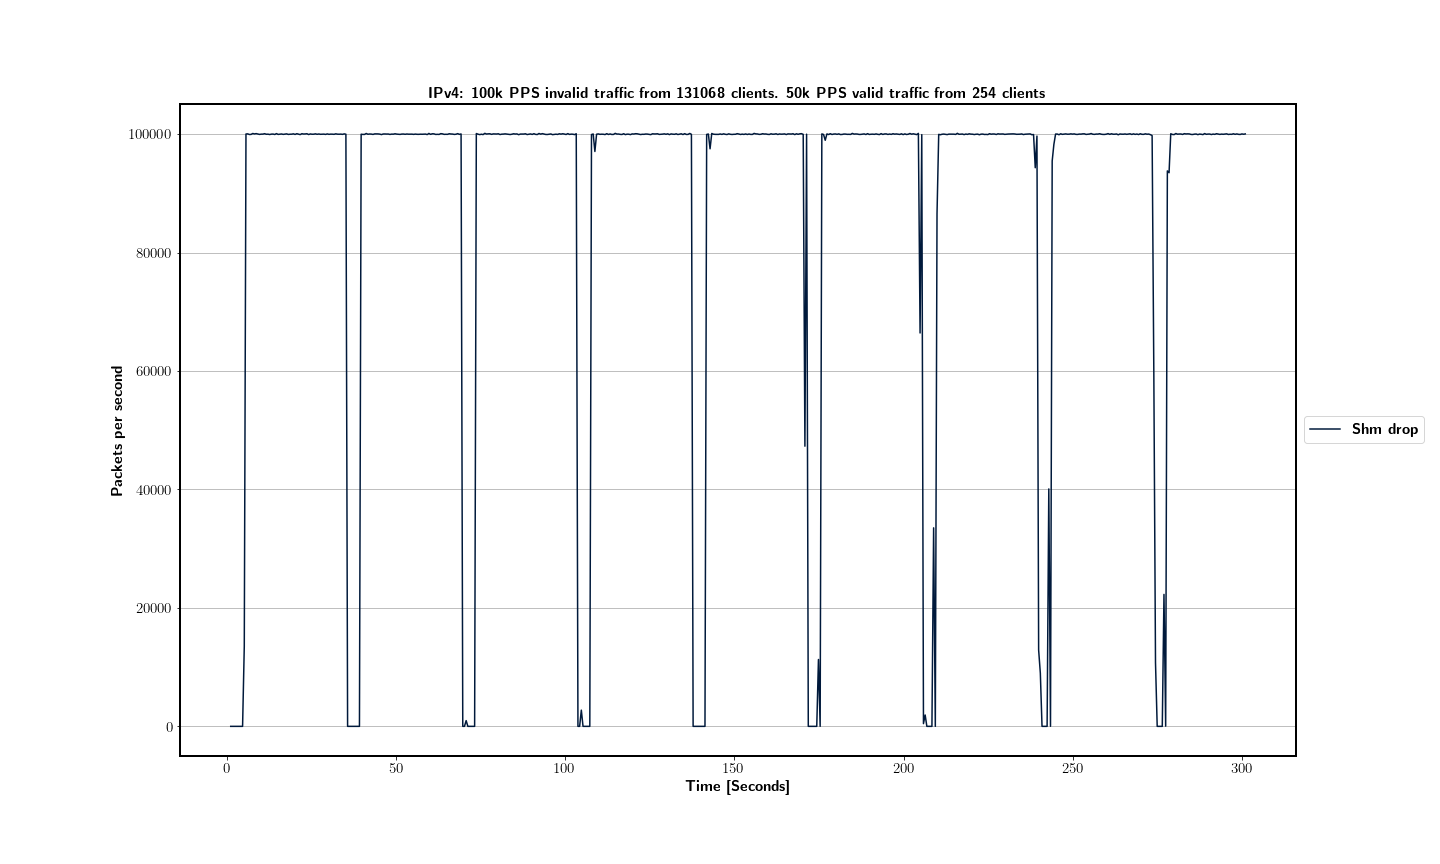 IPv4: 100k PPS invalid traffic from 131068 clients. 50k PPS valid traffic from 254 clients
100000
80000
60000
40000
20000
0
Packets per second
0 50 100 150 200 250 300
Time [Seconds]
Shm drop